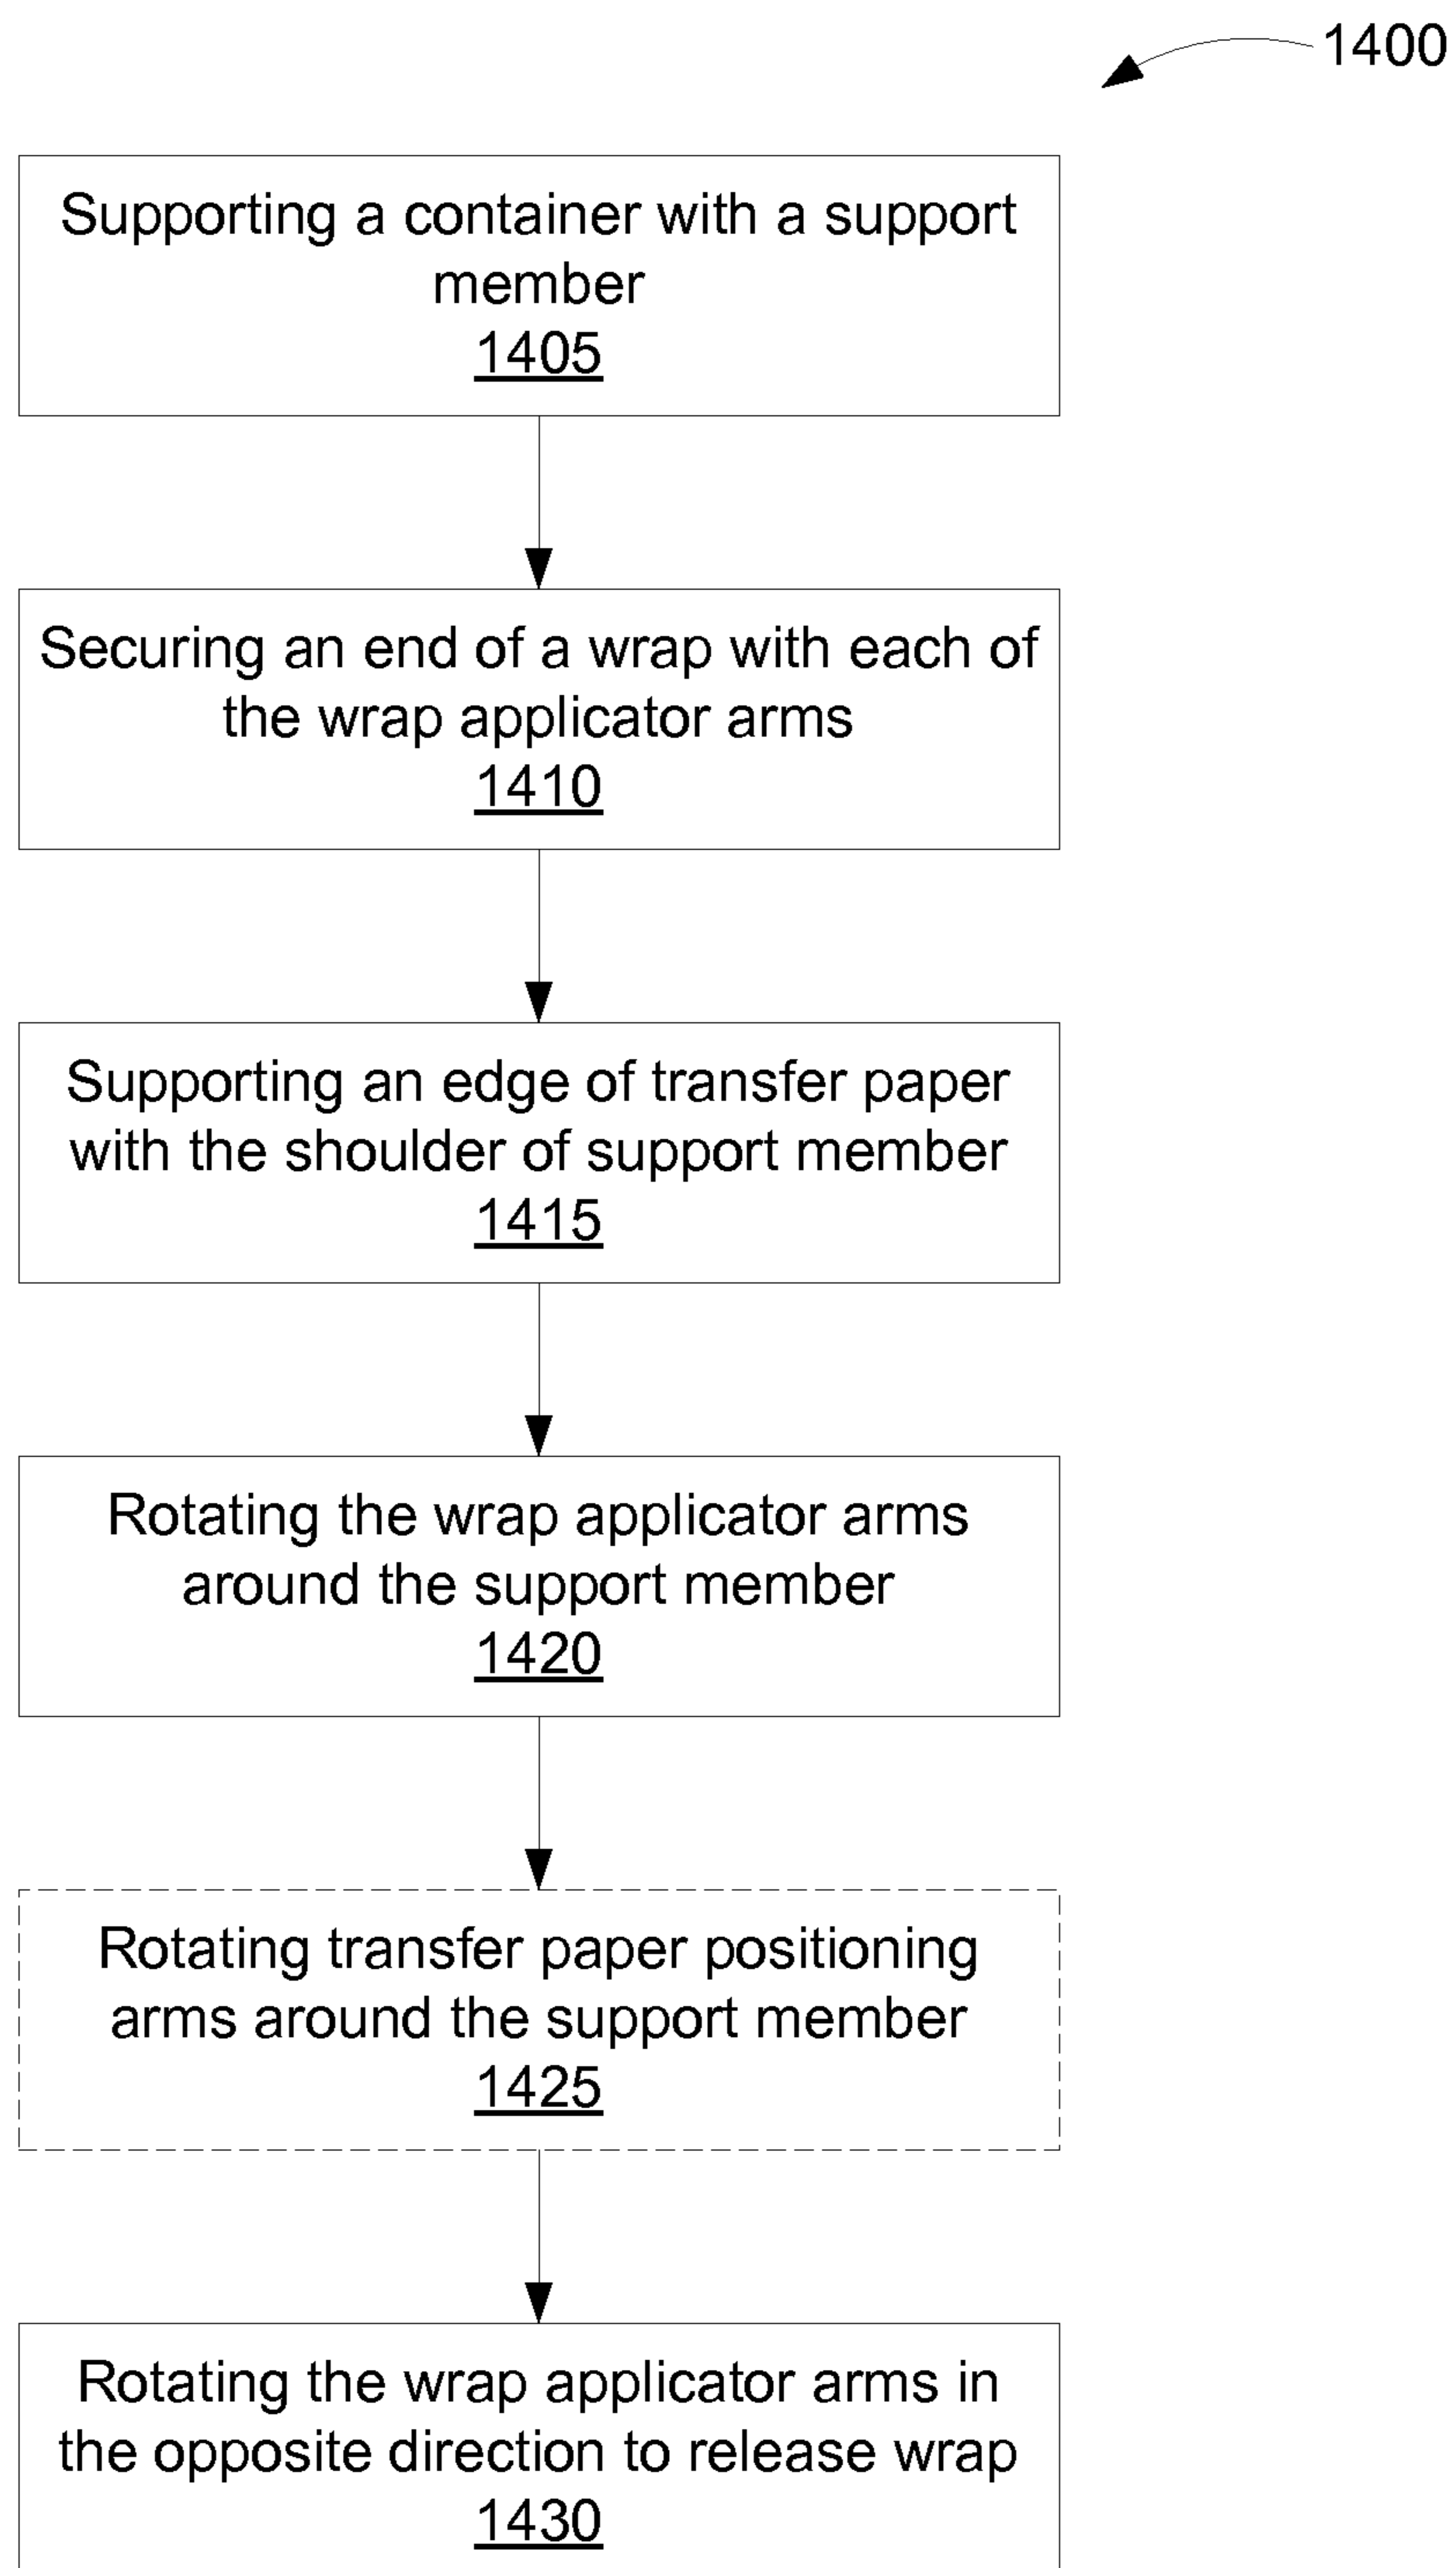 1400
Supporting a container with a support
member
1405
Securing an end of a wrap with each of
the wrap applicator arms
1410
Supporting an edge of transfer paper
with the shoulder of support member
1415
Rotating the wrap applicator arms
around the support member
1420
Rotating transfer paper positioning
arms around the support member
1425
Rotating the wrap applicator arms in
the opposite direction to release wrap
1430